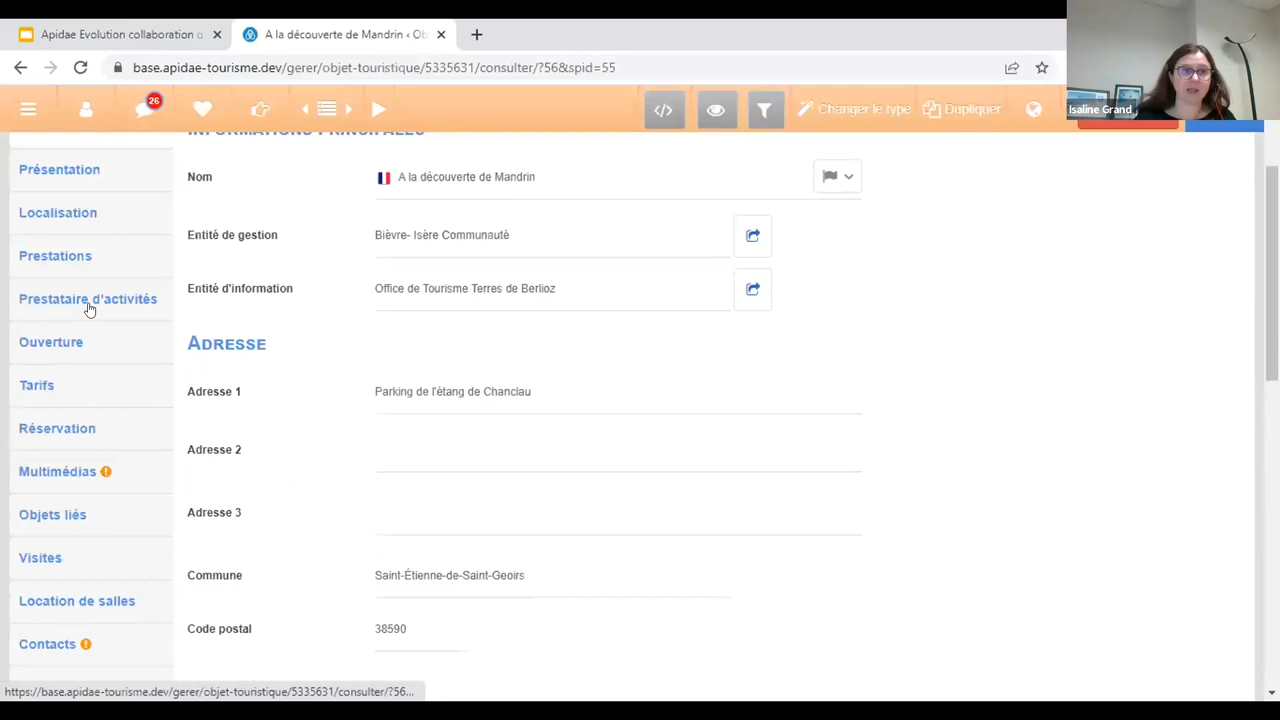 Apidae Evolution collaboration o
A la découverte de Mandrin ‹ Ob
base.apidae-tourisme.dev/gerer/objet-touristique/5335631/consulter/?56&spid=55
26
Changer le type
Dupliquer
Isaline Grand
INFORMATIONS PRINCIPALES
Présentation
Nom
A la découverte de Mandrin
Localisation
Entité de gestion
Bièvre- Isère Communauté
Prestations
Entité d'information
Office de Tourisme Terres de Berlioz
Prestataire d'activités
Ouverture
ADRESSE
Tarifs
Adresse 1
Parking de l'étang de Chanclau
Réservation
Adresse 2
Multimédias
Objets liés
Adresse 3
Visites
Commune
Saint-Étienne-de-Saint-Geoirs
Location de salles
Code postal
38590
Contacts
https://base.apidae-tourisme.dev/gerer/objet-touristique/5335631/consulter/?56...